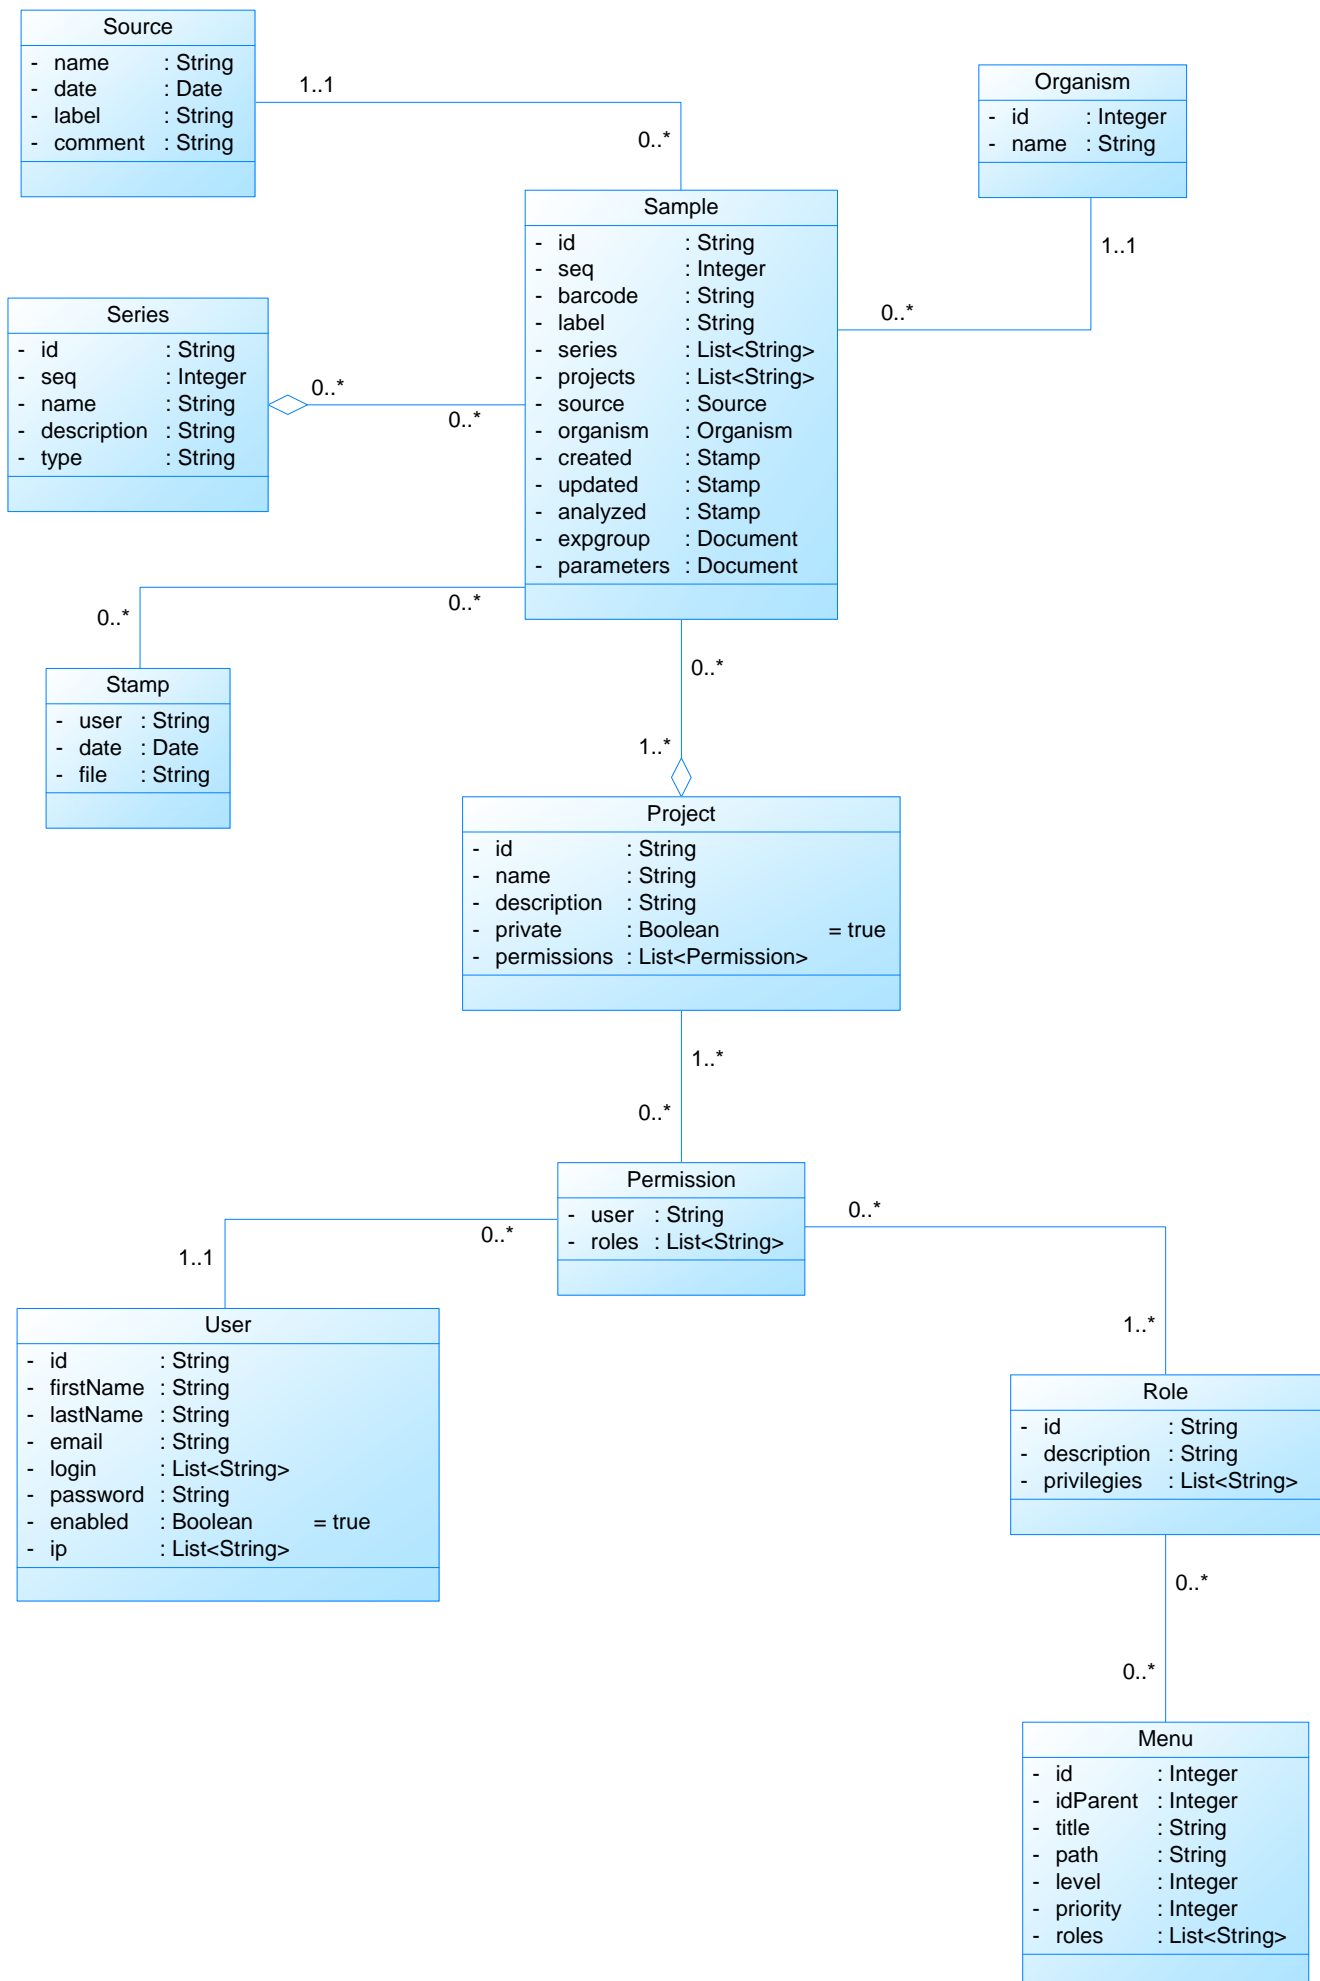 Source
- name : String
- date : Date
- label : String
- comment : String
1..1
0..*
Organism
- id : Integer
- name : String
1..1
0..*
Sample
- id : String
- seq : Integer
- barcode : String
- label : String
- series : List<String>
- projects : List<String>
- source : Source
- organism : Organism
- created : Stamp
- updated : Stamp
- analyzed : Stamp
- expgroup : Document
- parameters : Document
Series
- id : String
- seq : Integer
- name : String
- description : String
- type : String
0..*
0..*
0..*
0..*
Stamp
- user : String
- date : Date
- file : String
0..*
1..*
Project
- id : String
- name : String
- description : String
- private : Boolean = true
- permissions : List<Permission>
1..*
0..*
Permission
- user : String
- roles : List<String>
0..*
1..1
0..*
1..*
User
- id : String
- firstName : String
- lastName : String
- email : String
- login : List<String>
- password : String
- enabled : Boolean = true
- ip : List<String>
Role
- id : String
- description : String
- privilegies : List<String>
0..*
0..*
Menu
- id : Integer
- idParent : Integer
- title : String
- path : String
- level : Integer
- priority : Integer
- roles : List<String>